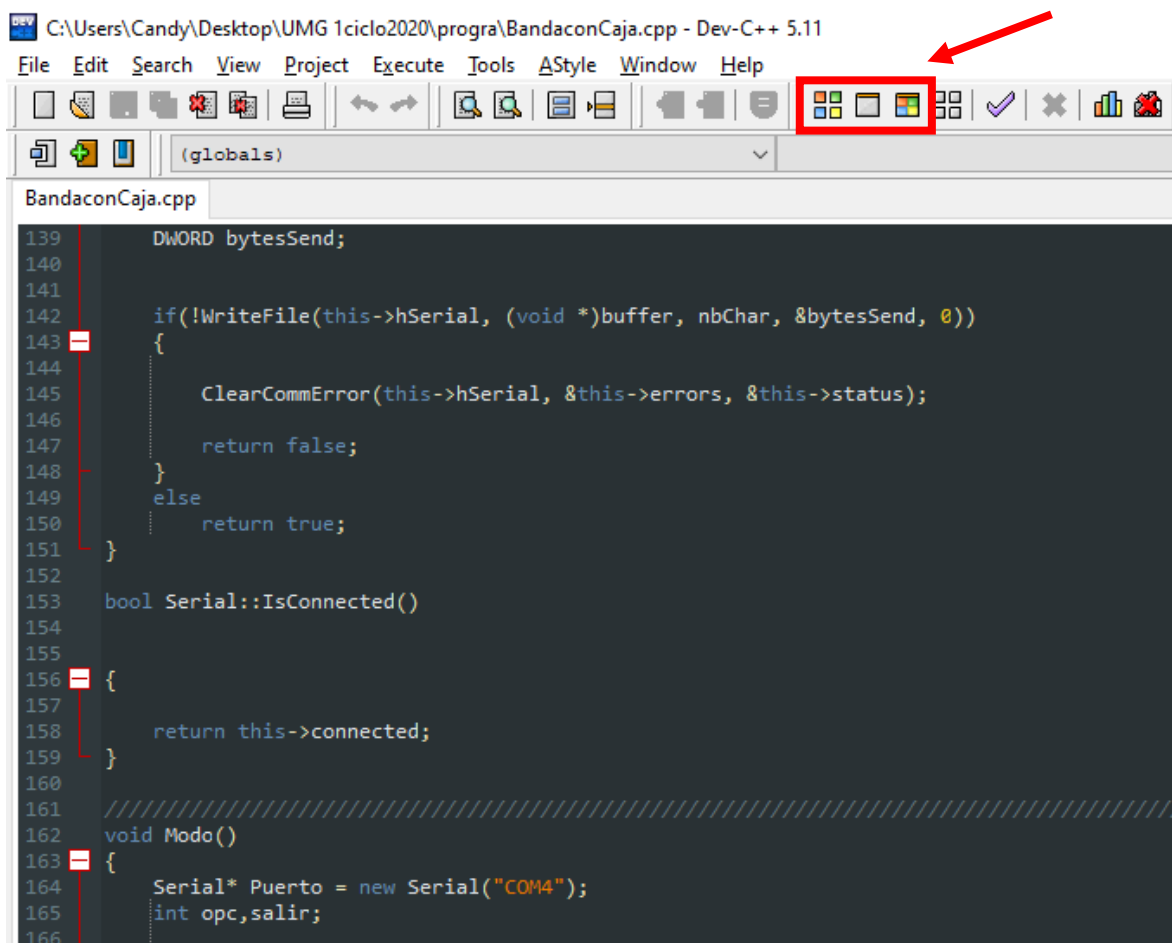 DEV
C:\Users\Candy\Desktop\UMG 1ciclo2020\progra\BandaconCaja.cpp - Dev-C++ 5.11
File Edit Search View Project Execute Tools AStyle Window Help
(globals)
BandaconCaja.cpp
139 DWORD bytesSend;
140
141
142 if(!WriteFile(this->hSerial, (void *)buffer, nbChar, &bytesSend, 0))
143 {
144
145 ClearCommError(this->hSerial, &this->errors, &this->status);
146
147 return false;
148 }
149 else
150 return true;
151 }
152
153 bool Serial::IsConnected()
154
155
156 {
157
158 return this->connected;
159 }
160
161 ////////////////////////////////////////////////////////////////////////////////////////
162 void Modo()
163 {
164 Serial* Puerto = new Serial("COM4");
165 int opc,salir;
166